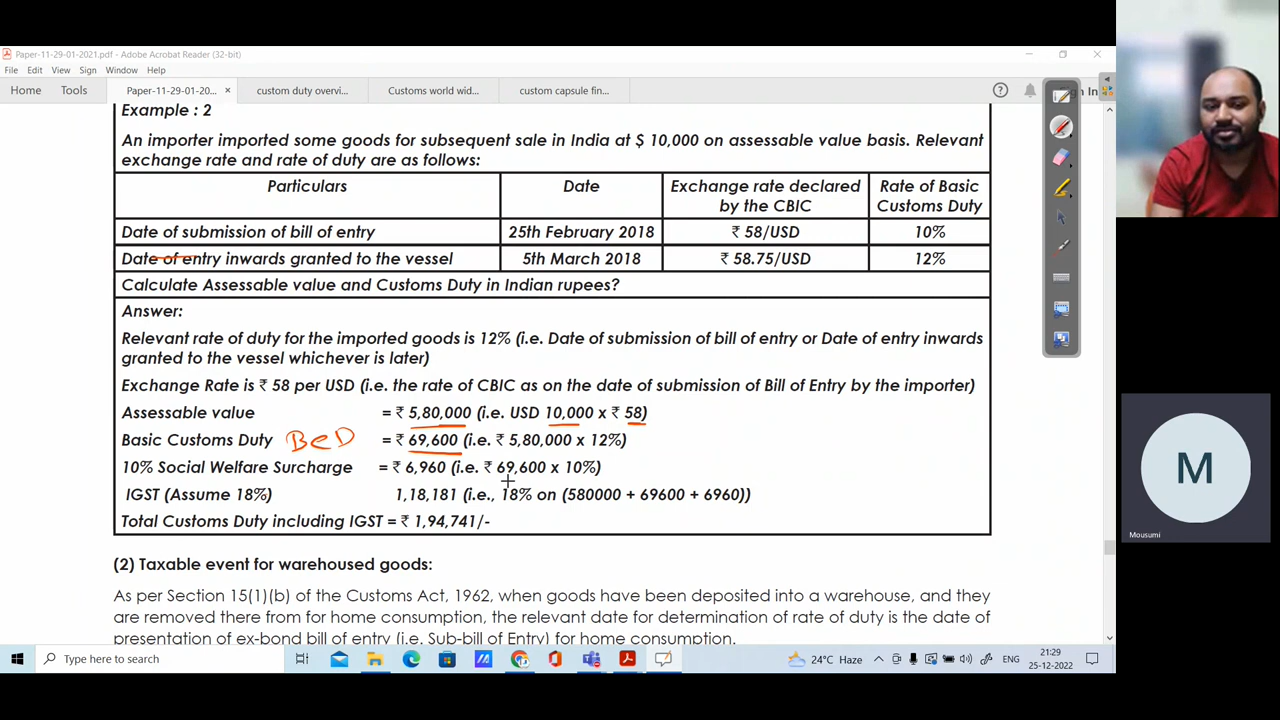 Paper-11-29-01-2021.pdf - Adobe Acrobat Reader (32-bit)
File Edit View Sign Window Help
Home Tools Paper-11-29-01-20... × custom duty overvi... Customs world wid... custom capsule fin... Sign In
Example : 2
An importer imported some goods for subsequent sale in India at $ 10,000 on assessable value basis. Relevant
exchange rate and rate of duty are as follows:
Particulars Date Exchange rate declared by the CBIC Rate of Basic Customs Duty
Date of submission of bill of entry 25th February 2018 ₹ 58/USD 10%
Date of entry inwards granted to the vessel 5th March 2018 ₹ 58.75/USD 12%
Calculate Assessable value and Customs Duty in Indian rupees?
Answer:
Relevant rate of duty for the imported goods is 12% (i.e. Date of submission of bill of entry or Date of entry inwards
granted to the vessel whichever is later)
Exchange Rate is ₹ 58 per USD (i.e. the rate of CBIC as on the date of submission of Bill of Entry by the importer)
Assessable value = ₹ 5,80,000 (i.e. USD 10,000 x ₹ 58)
Basic Customs Duty BCD = ₹ 69,600 (i.e. ₹ 5,80,000 x 12%)
10% Social Welfare Surcharge = ₹ 6,960 (i.e. ₹ 69,600 x 10%)
IGST (Assume 18%) 1,18,181 (i.e., 18% on (580000 + 69600 + 6960))
Total Customs Duty including IGST = ₹ 1,94,741/-
(2) Taxable event for warehoused goods:
As per Section 15(1)(b) of the Customs Act, 1962, when goods have been deposited into a warehouse, and they
are removed there from for home consumption, the relevant date for determination of rate of duty is the date of
presentation of ex-bond bill of entry (i.e. Sub-bill of Entry) for home consumption.
M
Mousumi
Type here to search
24°C Haze
ENG
21:29
25-12-2022